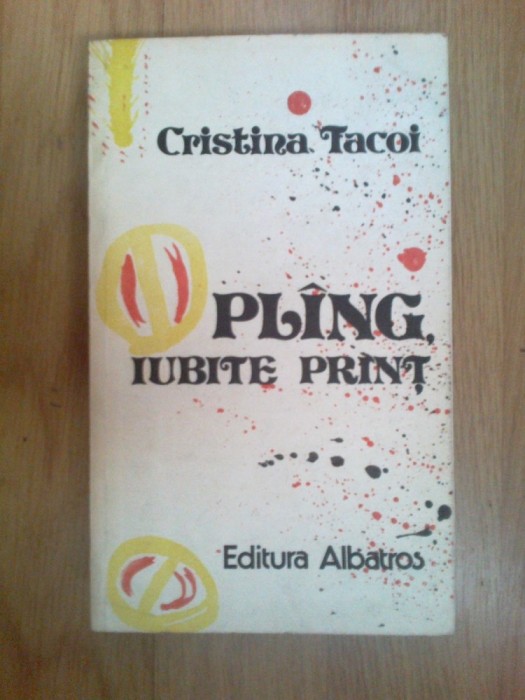 Cristina Tacoi
PLÎNG,
IUBITE PRINȚ
Editura Albatros